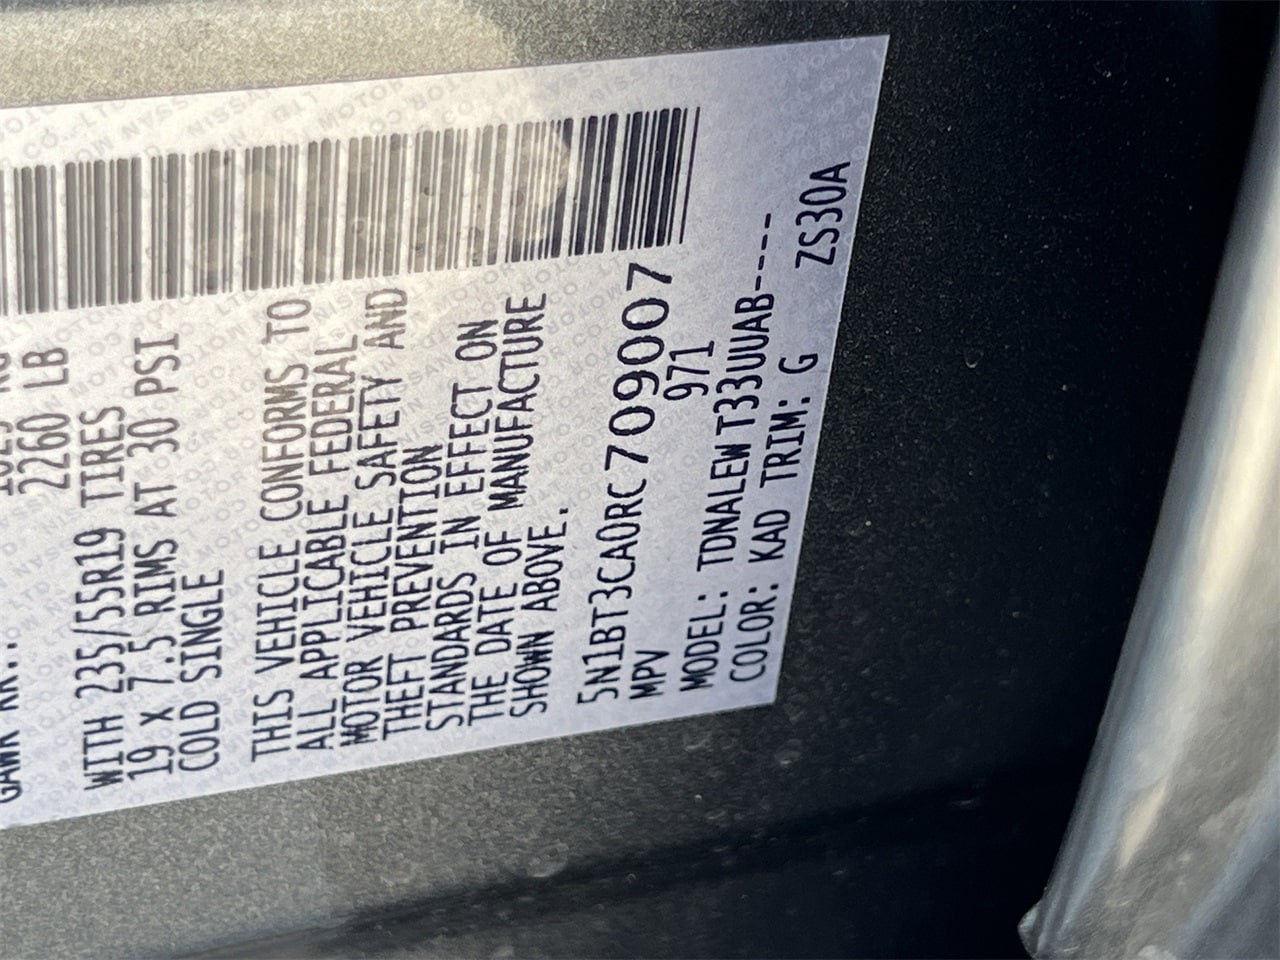 2260 LB
WITH 235/55R19 TIRES
19 X 7.5 RIMS AT 30 PSI
COLD SINGLE
THIS VEHICLE CONFORMS TO
ALL APPLICABLE FEDERAL
MOTOR VEHICLE SAFETY AND
THEFT PREVENTION
STANDARDS IN EFFECT ON
THE DATE OF MANUFACTURE
SHOWN ABOVE.
5N1BT3CA0RC709007
MPV 971
MODEL: TDNALEW T33UUAB----
COLOR: KAD TRIM: G ZS30A